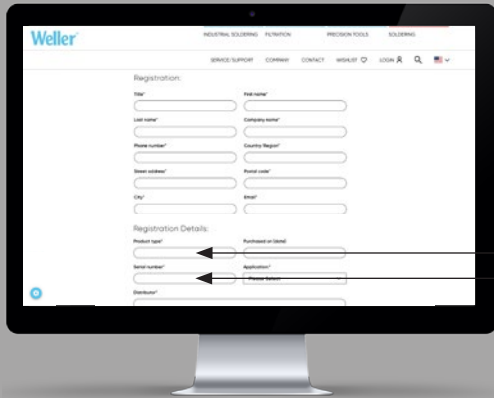 Weller
INDUSTRIAL SOLDERING FILTRATION PRECISION TOOLS SOLDERING
SERVICE/ SUPPORT COMPANY CONTACT WISHLIST LOGIN
Registration:
Title* First name*
Last name* Company name*
Phone number* Country/ Region*
Street address* Postal code*
City* Email*
Registration Details:
Product type* Purchased on (date)
Serial number* Application:*
Please Select
Distributor*